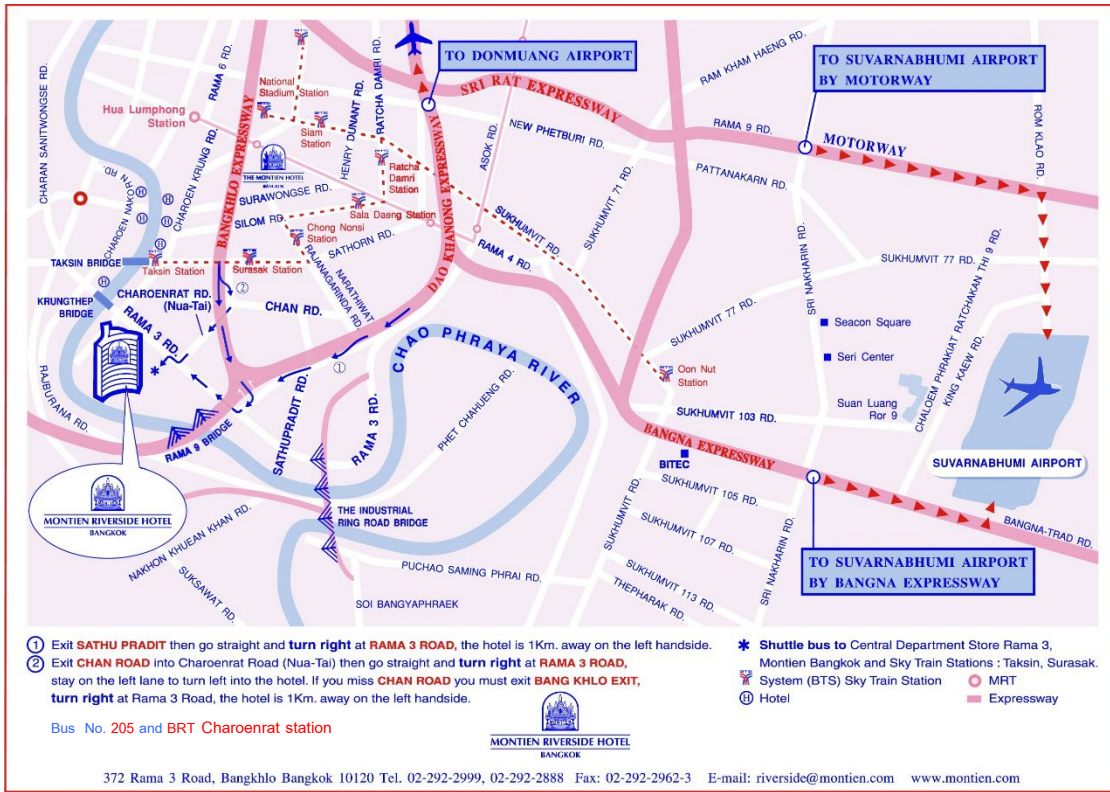 TO DONMUANG AIRPORT
TO SUVARNABHUMI AIRPORT
BY MOTORWAY
RAMA 6 RD.
National
Stadium Station
Hua Lumphong
Station
Siam
Station
HENRY DUNANT RD.
RATCHA DAMRI RD.
SRI RAT EXPRESSWAY
RAM KHAM HAENG RD.
ROM KLAO RD.
NEW PHETBURI RD.
RAMA 9 RD.
MOTORWAY
PATTANAKARN RD.
ASOK RD.
CHARAN SANITWONGSE RD.
CHAROEN NAKORN RD.
CHAROEN KRUNG RD.
BANGKHLO EXPRESSWAY
THE MONTIEN HOTEL
BANGKOK
SURAWONGSE RD.
Ratcha
Damri
Station
Sala Daeng Station
SILOM RD.
Chong Nonsi
Station
SATHORN RD.
DAO KHANONG EXPRESSWAY
SUKHUMVIT RD.
SUKHUMVIT 71 RD.
RAMA 4 RD.
SRI NAKHARIN RD.
SUKHUMVIT 77 RD.
CHALOEM PHRAKIAT RATCHAKAN THI 9 RD.
TAKSIN BRIDGE
Taksin Station
Surasak Station
NARATHIWAT
RAJANAGARINDA RD.
KRUNGTHEP
BRIDGE
CHAROENRAT RD.
(Nua-Tai)
2
CHAN RD.
RAMA 3 RD.
SUKHUMVIT 77 RD.
Seacon Square
Seri Center
KING KAEW RD.
Suan Luang
Ror 9
CHAO PHRAYA RIVER
1
RAJBURANA RD.
Oon Nut
Station
SUKHUMVIT 103 RD.
PHET CHAHUENG RD.
RAMA 3 RD.
SATHUPRADIT RD.
RAMA 9 BRIDGE
BANGNA EXPRESSWAY
BITEC
SUVARNABHUMI AIRPORT
MONTIEN RIVERSIDE HOTEL
BANGKOK
THE INDUSTRIAL
RING ROAD BRIDGE
SUKHUMVIT RD.
SUKHUMVIT 105 RD.
SUKHUMVIT 107 RD.
SUKHUMVIT 113 RD.
THEPHARAK RD.
SRI NAKHARIN RD.
BANGNA-TRAD RD.
NAKHON KHUEAN KHAN RD.
SUKSAWAT RD.
PUCHAO SAMING PHRAI RD.
SOI BANGYAPHRAEK
TO SUVARNABHUMI AIRPORT
BY BANGNA EXPRESSWAY
1 Exit SATHU PRADIT then go straight and turn right at RAMA 3 ROAD, the hotel is 1Km. away on the left handside.
2 Exit CHAN ROAD into Charoenrat Road (Nua-Tai) then go straight and turn right at RAMA 3 ROAD,
stay on the left lane to turn left into the hotel. If you miss CHAN ROAD you must exit BANG KHLO EXIT,
turn right at Rama 3 Road, the hotel is 1Km. away on the left handside.
Bus No. 205 and BRT Charoenrat station
* Shuttle bus to Central Department Store Rama 3,
Montien Bangkok and Sky Train Stations : Taksin, Surasak.
System (BTS) Sky Train Station
MRT
H Hotel
Expressway
MONTIEN RIVERSIDE HOTEL
BANGKOK
372 Rama 3 Road, Bangkhlo Bangkok 10120 Tel. 02-292-2999, 02-292-2888 Fax: 02-292-2962-3 E-mail: riverside@montien.com www.montien.com